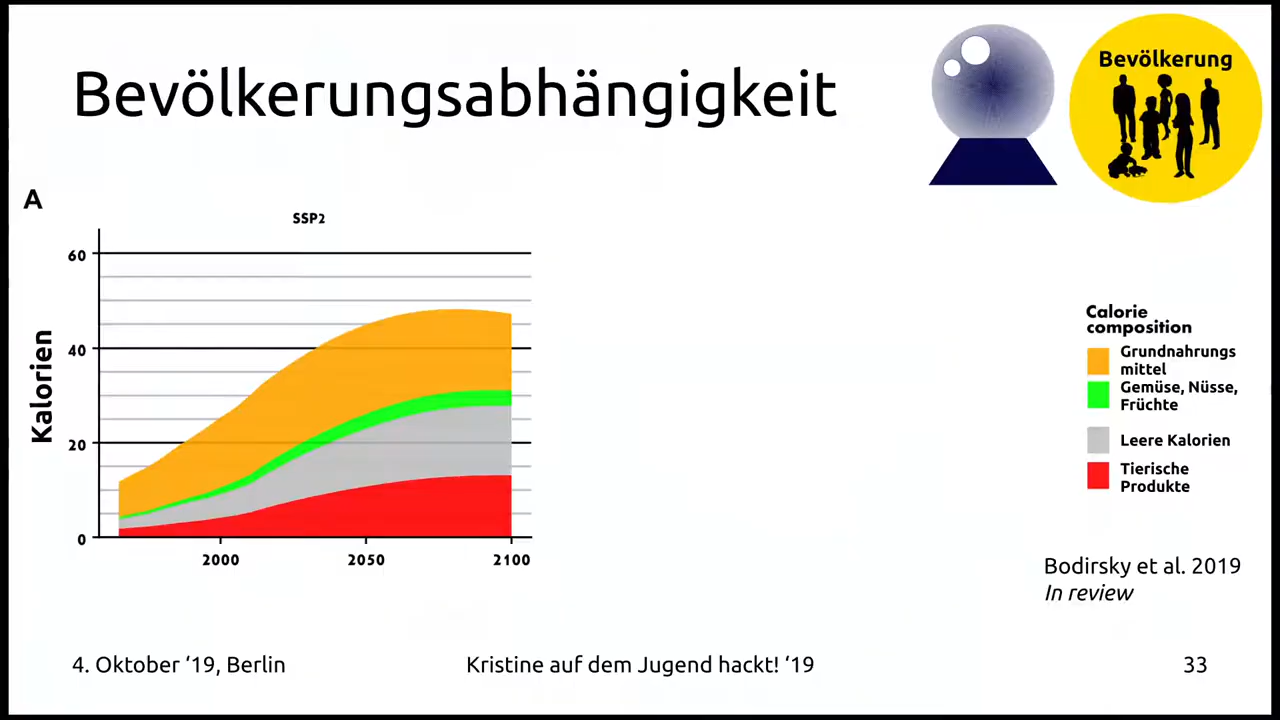 Bevölkerungsabhängigkeit
Bevölkerung
A
SSP2
60
40
20
0
Kalorien
2000
2050
2100
Calorie
composition
Grundnahrungs
mittel
Gemüse, Nüsse,
Früchte
Leere Kalorien
Tierische
Produkte
Bodirsky et al. 2019
In review
4. Oktober ‘19, Berlin
Kristine auf dem Jugend hackt! ‘19
33